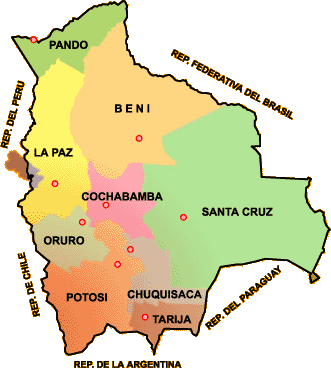 PANDO
REP. FEDERATIVA DEL BRASIL
REP. DEL PERU
BENI
LA PAZ
COCHABAMBA
SANTA CRUZ
ORURO
REP. DE CHILE
POTOSI
CHUQUISACA
REP. DEL PARAGUAY
TARIJA
REP. DE LA ARGENTINA